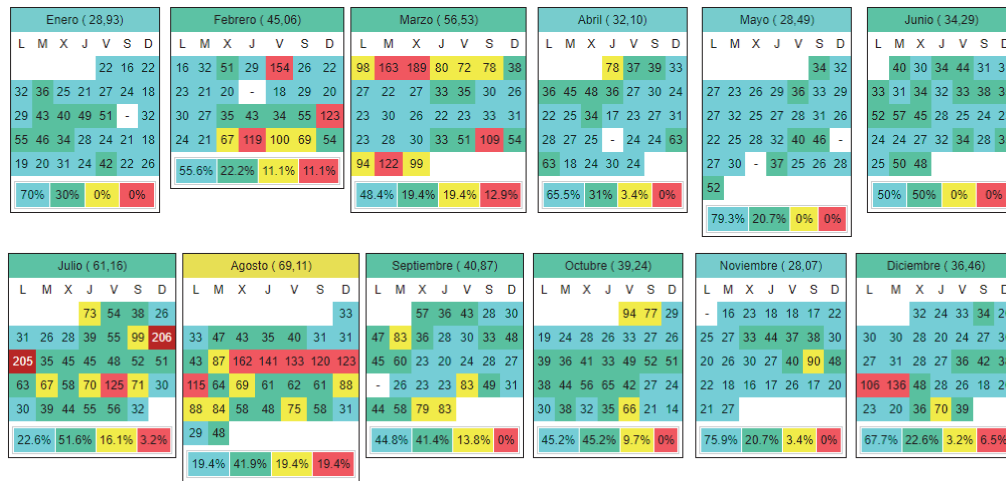 Enero ( 28,93)
L M X J V S D
22 16 22
32 36 25 21 27 24 18
29 43 40 49 51 - 32
55 46 34 28 24 21 18
19 20 31 24 42 22 26
70% 30% 0% 0%
Febrero ( 45,06)
L M X J V S D
16 32 51 29 154 26 22
23 21 20 - 18 29 20
30 27 35 43 34 55 123
24 21 67 119 100 69 54
55.6% 22.2% 11.1% 11.1%
Marzo ( 56,53)
L M X J V S D
98 163 189 80 72 78 38
27 22 27 33 35 30 26
23 30 26 22 23 33 31
23 28 30 33 51 109 54
94 122 99
48.4% 19.4% 19.4% 12.9%
Abril ( 32,10)
L M X J V S D
78 37 39 33
36 45 48 36 27 30 24
22 25 34 17 23 27 31
28 27 25 - 24 24 63
63 18 24 30 24
65.5% 31% 3.4% 0%
Mayo ( 28,49)
L M X J V S D
34 32
27 23 26 29 36 33 29
27 32 25 28 29 24 27
32 25 28 32 40 46 -
27 30 - 37 25 26 28
52
79.3% 20.7% 0% 0%
Junio ( 34,29)
L M X J V S D
40 30 34 44 31
33 31 34 32 33 38
52 57 45 28 25 24
24 24 27 32 34 28
25 50 48
50% 50% 0% 0%
Julio ( 61,16)
L M X J V S D
73 54 38 26
31 26 28 39 55 99 206
205 35 45 45 48 52 51
63 67 58 70 125 71 30
30 39 44 55 56 32
22.6% 51.6% 16.1% 3.2%
Agosto ( 69,11)
L M X J V S D
33
33 47 43 35 40 31 31
43 87 162 141 133 120 123
115 64 69 61 62 61 88
88 84 58 48 75 58 31
29 48
19.4% 41.9% 19.4% 19.4%
Septiembre ( 40,87)
L M X J V S D
57 36 43 28 30
47 83 36 28 30 33 48
45 60 23 20 24 28 27
- 26 23 23 83 49 31
44 58 79 83
44.8% 41.4% 13.8% 0%
Octubre ( 39,24)
L M X J V S D
94 77 29
19 24 28 26 33 27 26
39 36 41 33 49 52 51
38 44 56 65 42 27 24
30 38 32 35 66 21 14
45.2% 45.2% 9.7% 0%
Noviembre ( 28,07)
L M X J V S D
- 16 23 18 18 17 22
25 27 33 44 37 38 30
20 26 30 27 40 90 48
22 18 16 17 26 17 20
21 27
75.9% 20.7% 3.4% 0%
Diciembre ( 36,46)
L M X J V S D
32 24 33 34
30 30 28 30 24
27 31 28 27 36 42
106 136 48 28 26 18
23 20 36 70 39
67.7% 22.6% 3.2% 6.5%